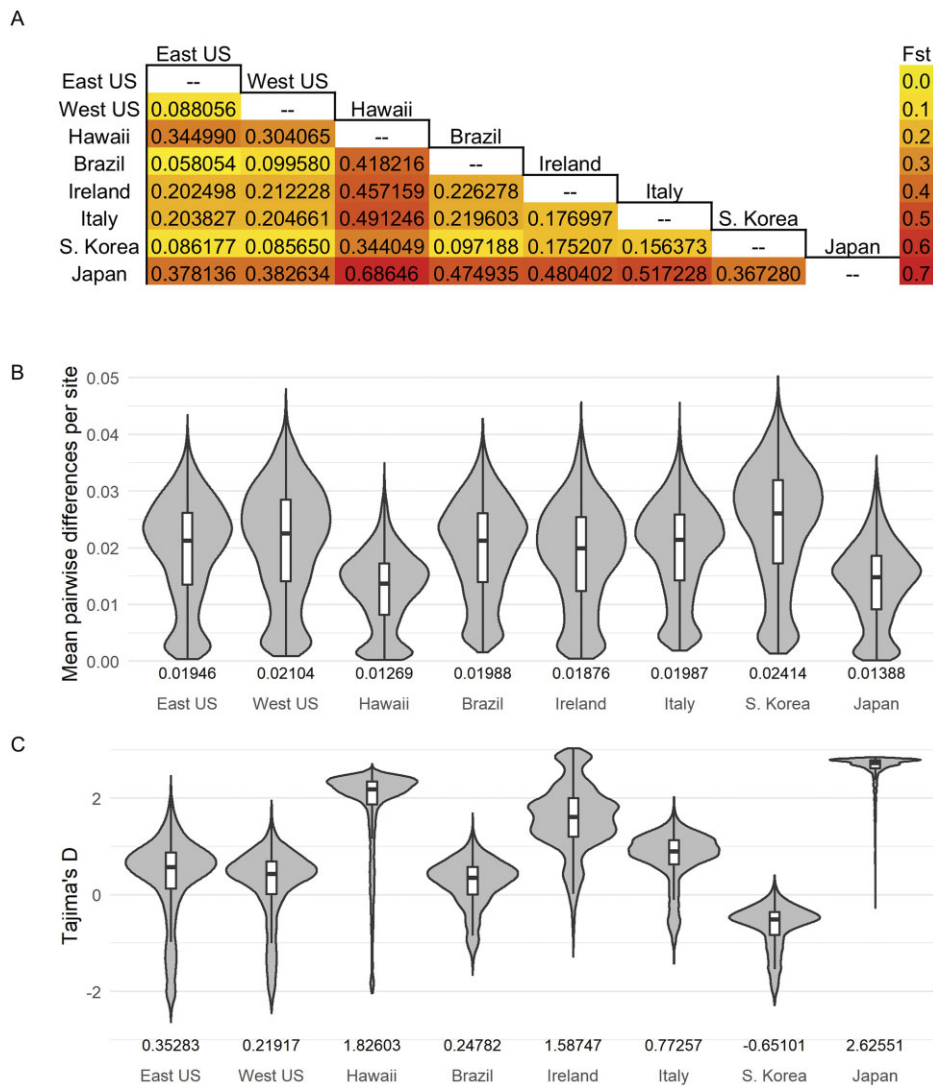 A
East US Fst
East US -- West US 0.0
West US 0.088056 -- Hawaii 0.1
Hawaii 0.344990 0.304065 -- Brazil 0.2
Brazil 0.058054 0.099580 0.418216 -- Ireland 0.3
Ireland 0.202498 0.212228 0.457159 0.226278 -- Italy 0.4
Italy 0.203827 0.204661 0.491246 0.219603 0.176997 -- S. Korea 0.5
S. Korea 0.086177 0.085650 0.344049 0.097188 0.175207 0.156373 -- Japan 0.6
Japan 0.378136 0.382634 0.68646 0.474935 0.480402 0.517228 0.367280 -- 0.7
B
Mean pairwise differences per site
0.05
0.04
0.03
0.02
0.01
0.00
0.01946 0.02104 0.01269 0.01988 0.01876 0.01987 0.02414 0.01388
East US West US Hawaii Brazil Ireland Italy S. Korea Japan
C
Tajima's D
2
0
-2
0.35283 0.21917 1.82603 0.24782 1.58747 0.77257 -0.65101 2.62551
East US West US Hawaii Brazil Ireland Italy S. Korea Japan